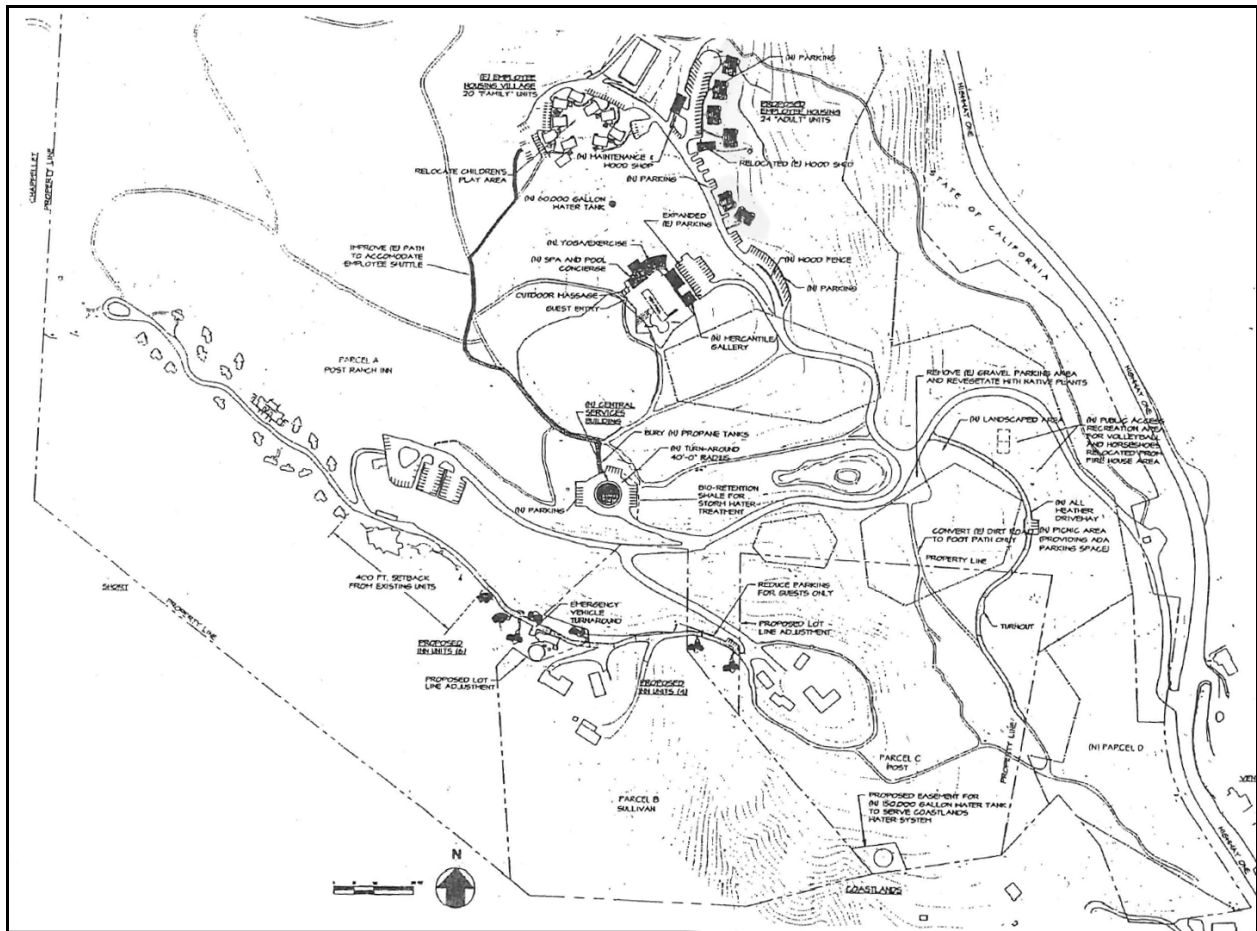 (E) EMPLOYEE
HOUSING VILLAGE
20 "FAMILY" UNITS
(N) PARKING
PROPOSED
EMPLOYEE HOUSING
24 "ADULT" UNITS
HIGHWAY ONE
CHAPPELLET
PROPERTY LINE
(N) MAINTENANCE &
WOOD SHOP
RELOCATED (E) WOOD SHED
RELOCATE CHILDREN'S
PLAY AREA
(N) PARKING
STATE OF CALIFORNIA
(N) 60,000 GALLON
WATER TANK
EXPANDED
(E) PARKING
IMPROVE (E) PATH
TO ACCOMODATE
EMPLOYEE SHUTTLE
(N) YOGA/EXERCISE
(N) SPA AND POOL
CONCIERGE
(N) WOOD FENCE
OUTDOOR MASSAGE
GUEST ENTRY
(N) PARKING
(N) MERCANTILE/
GALLERY
HIGHWAY ONE
PARCEL A
POST RANCH INN
REMOVE (E) GRAVEL PARKING AREA
AND REVEGETATE WITH NATIVE PLANTS
(N) CENTRAL
SERVICES
BUILDING
(N) LANDSCAPED AREA
(N) PUBLIC ACCESS
RECREATION AREA
FOR VOLLEYBALL
AND HORSESHOES
RELOCATED FROM
FIRE HOUSE AREA
BURY (N) PROPANE TANKS
(N) TURN-AROUND
40'-0" RADIUS
BIO-RETENTION
SWALE FOR
STORM WATER
TREATMENT
(N) PARKING
(N) ALL
WEATHER
DRIVEWAY
CONVERT (E) DIRT ROAD
TO FOOT PATH ONLY
(N) PICNIC AREA
(PROVIDING ADA
PARKING SPACE)
PROPERTY LINE
400 FT. SETBACK
FROM EXISTING UNITS
SHORT
PROPERTY LINE
REDUCE PARKING
FOR GUESTS ONLY
EMERGENCY
VEHICLE
TURNAROUND
PROPOSED LOT
LINE ADJUSTMENT
TURNOUT
PROPOSED
INN UNITS (6)
PROPOSED LOT
LINE ADJUSTMENT
PROPOSED
INN UNITS (4)
PROPERTY LINE
(N) PARCEL D
PARCEL C
POST
PARCEL B
SULLIVAN
PROPOSED EASEMENT FOR
(N) 150,000 GALLON WATER TANK
TO SERVE COASTLANDS
WATER SYSTEM
HIGHWAY ONE
N
COASTLANDS